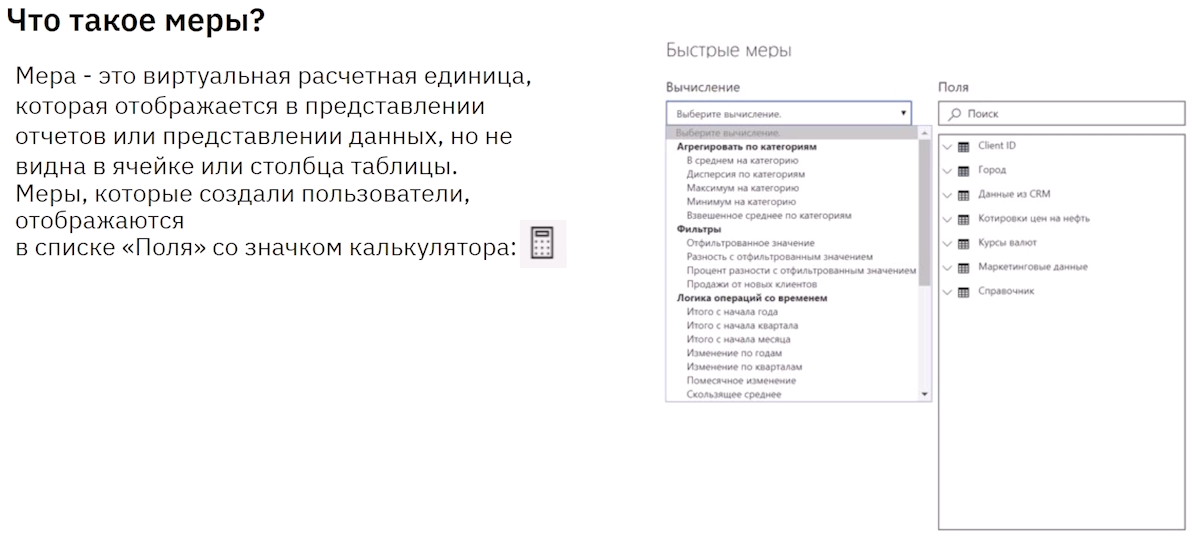 Что такое меры?
Мера - это виртуальная расчетная единица,
которая отображается в представлении
отчетов или представлении данных, но не
видна в ячейке или столбца таблицы.
Меры, которые создали пользователи,
отображаются
в списке «Поля» со значком калькулятора:
Быстрые меры
Вычисление
Выберите вычисление.
Выберите вычисление.
Агрегировать по категориям
В среднем на категорию
Дисперсия по категориям
Максимум на категорию
Минимум на категорию
Взвешенное среднее по категориям
Фильтры
Отфильтрованное значение
Разность с отфильтрованным значением
Процент разности с отфильтрованным значением
Продажи от новых клиентов
Логика операций со временем
Итого с начала года
Итого с начала квартала
Итого с начала месяца
Изменение по годам
Изменение по кварталам
Помесячное изменение
Скользящее среднее
Поля
Поиск
Client ID
Город
Данные из CRM
Котировки цен на нефть
Курсы валют
Маркетинговые данные
Справочник